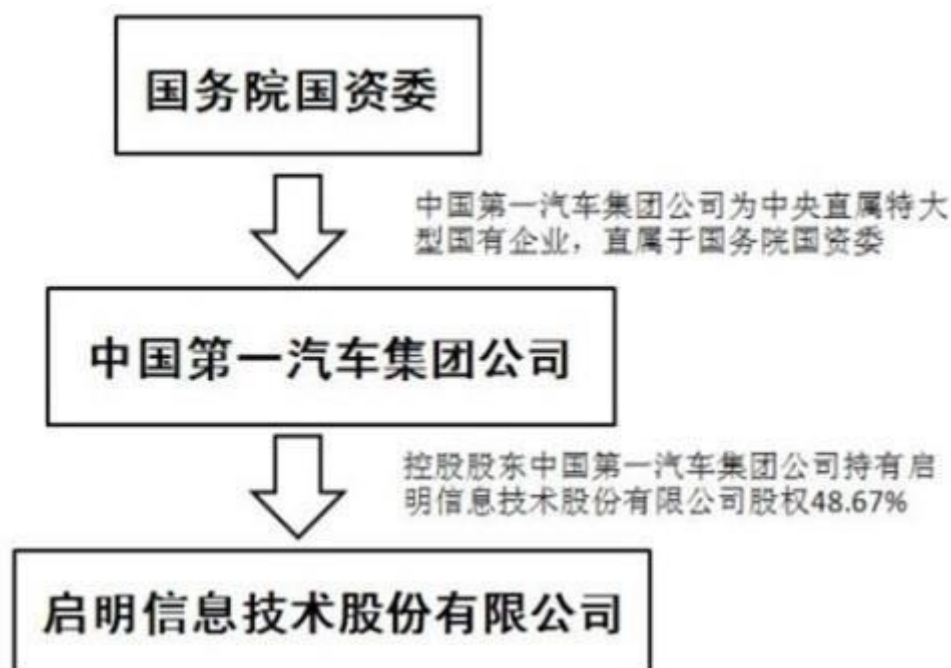 国务院国资委
中国第一汽车集团公司为中央直属特大
型国有企业，直属于国务院国资委
中国第一汽车集团公司
控股股东中国第一汽车集团公司持有启
明信息技术股份有限公司股权48.67%
启明信息技术股份有限公司